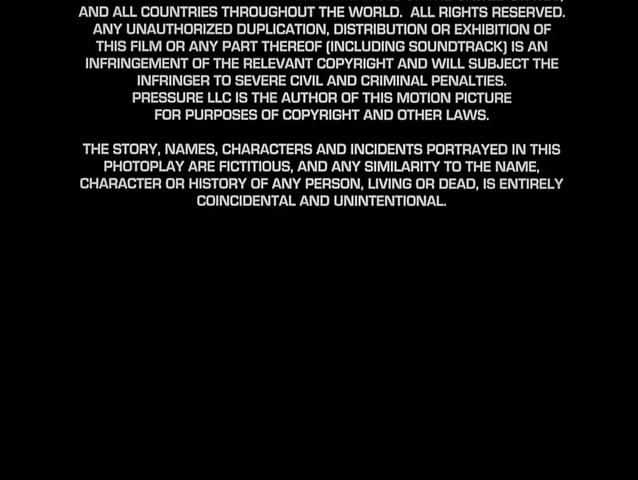 AND ALL COUNTRIES THROUGHOUT THE WORLD. ALL RIGHTS RESERVED.
ANY UNAUTHORIZED DUPLICATION, DISTRIBUTION OR EXHIBITION OF
THIS FILM OR ANY PART THEREOF (INCLUDING SOUNDTRACK) IS AN
INFRINGEMENT OF THE RELEVANT COPYRIGHT AND WILL SUBJECT THE
INFRINGER TO SEVERE CIVIL AND CRIMINAL PENALTIES.
PRESSURE LLC IS THE AUTHOR OF THIS MOTION PICTURE
FOR PURPOSES OF COPYRIGHT AND OTHER LAWS.
THE STORY, NAMES, CHARACTERS AND INCIDENTS PORTRAYED IN THIS
PHOTOPLAY ARE FICTITIOUS, AND ANY SIMILARITY TO THE NAME,
CHARACTER OR HISTORY OF ANY PERSON, LIVING OR DEAD, IS ENTIRELY
COINCIDENTAL AND UNINTENTIONAL.